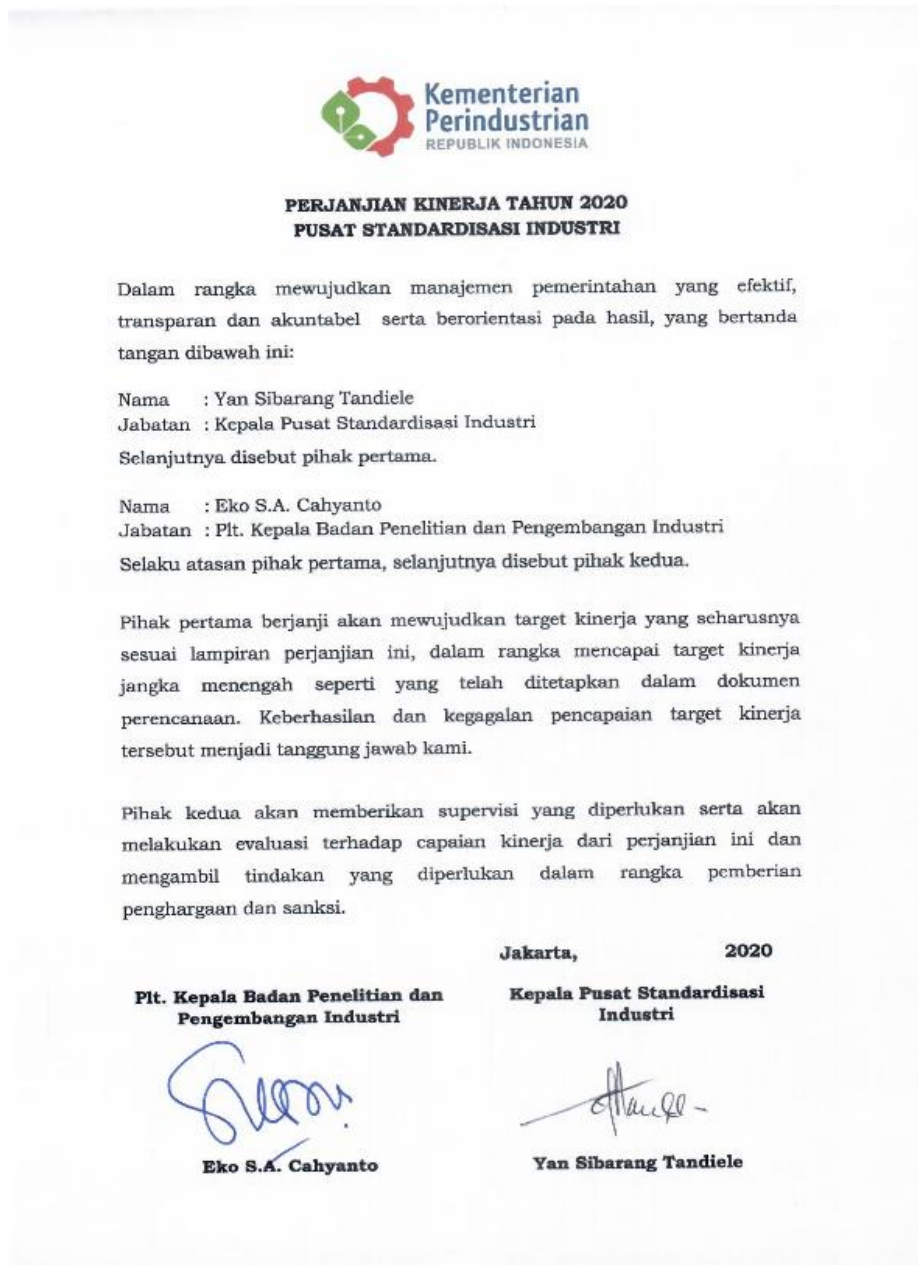 Kementerian
Perindustrian
REPUBLIK INDONESIA
PERJANJIAN KINERJA TAHUN 2020
PUSAT STANDARDISASI INDUSTRI
Dalam rangka mewujudkan manajemen pemerintahan yang efektif,
transparan dan akuntabel serta berorientasi pada hasil, yang bertanda
tangan dibawah ini:
Nama : Yan Sibarang Tandiele
Jabatan : Kepala Pusat Standardisasi Industri
Selanjutnya disebut pihak pertama.
Nama : Eko S.A. Cahyanto
Jabatan : Plt. Kepala Badan Penelitian dan Pengembangan Industri
Selaku atasan pihak pertama, selanjutnya disebut pihak kedua.
Pihak pertama berjanji akan mewujudkan target kinerja yang seharusnya
sesuai lampiran perjanjian ini, dalam rangka mencapai target kinerja
jangka menengah seperti yang telah ditetapkan dalam dokumen
perencanaan. Keberhasilan dan kegagalan pencapaian target kinerja
tersebut menjadi tanggung jawab kami.
Pihak kedua akan memberikan supervisi yang diperlukan serta akan
melakukan evaluasi terhadap capaian kinerja dari perjanjian ini dan
mengambil tindakan yang diperlukan dalam rangka pemberian
penghargaan dan sanksi.
Jakarta, 2020
Plt. Kepala Badan Penelitian dan
Pengembangan Industri
Eko S.A. Cahyanto
Kepala Pusat Standardisasi
Industri
Yan Sibarang Tandiele